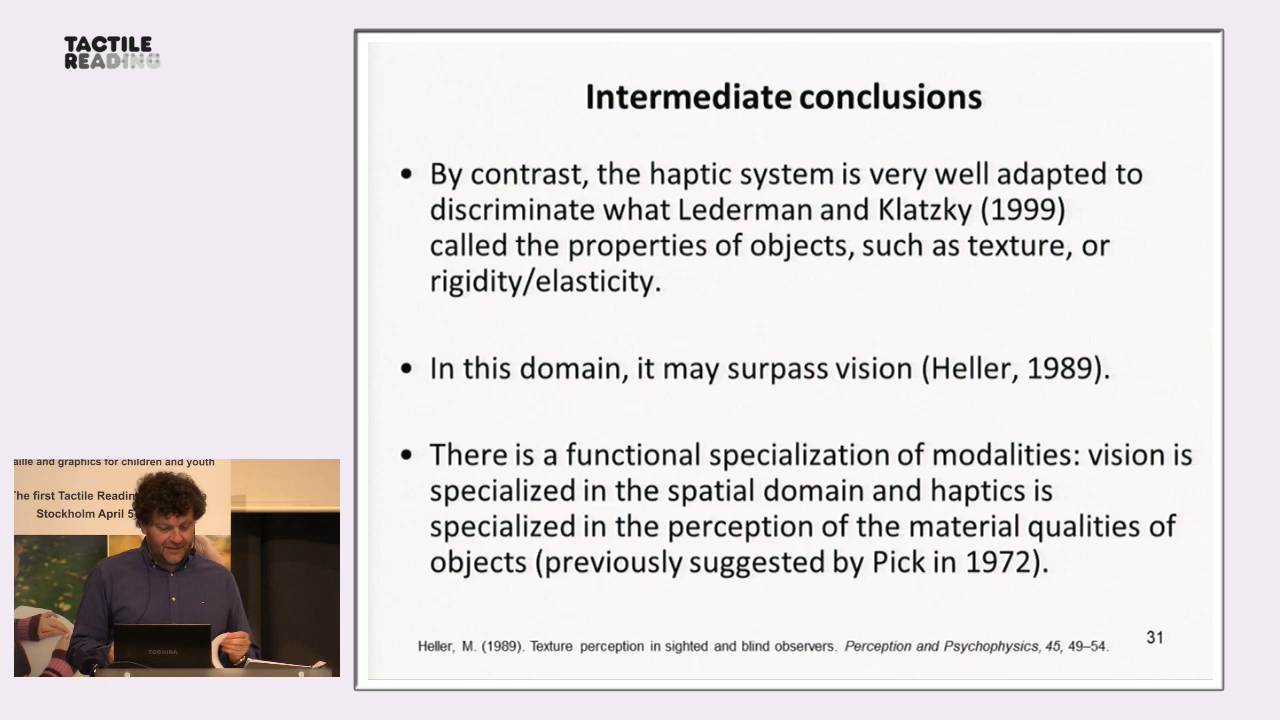 TACTILE
READING
Intermediate conclusions
• By contrast, the haptic system is very well adapted to
discriminate what Lederman and Klatzky (1999)
called the properties of objects, such as texture, or
rigidity/elasticity.
• In this domain, it may surpass vision (Heller, 1989).
• There is a functional specialization of modalities: vision is
specialized in the spatial domain and haptics is
specialized in the perception of the material qualities of
objects (previously suggested by Pick in 1972).
Heller, M. (1989). Texture perception in sighted and blind observers. Perception and Psychophysics, 45, 49–54.
31
and graphics for children and youth
The first Tactile
Stockholm April
TOSHIBA